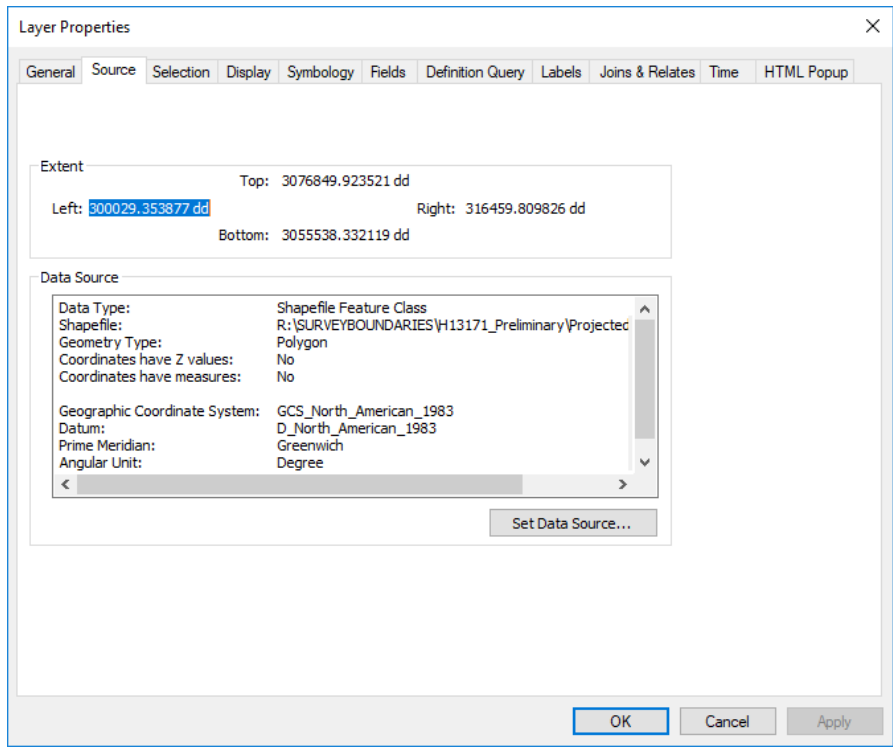 Layer Properties
General Source Selection Display Symbology Fields Definition Query Labels Joins & Relates Time HTML Popup
Extent
Top: 3076849.923521 dd
Left: 300029.353877 dd Right: 316459.809826 dd
Bottom: 3055538.332119 dd
Data Source
Data Type: Shapefile Feature Class
Shapefile: R:\SURVEYBOUNDARIES\H13171_Preliminary\Projected
Geometry Type: Polygon
Coordinates have Z values: No
Coordinates have measures: No
Geographic Coordinate System: GCS_North_American_1983
Datum: D_North_American_1983
Prime Meridian: Greenwich
Angular Unit: Degree
Set Data Source...
OK Cancel Apply